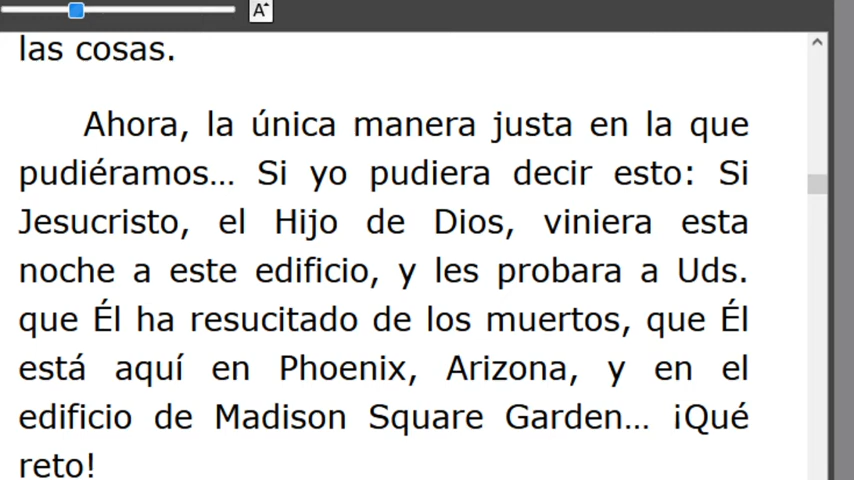 A
las cosas.
Ahora, la única manera justa en la que
pudiéramos… Si yo pudiera decir esto: Si
Jesucristo, el Hijo de Dios, viniera esta
noche a este edificio, y les probara a Uds.
que Él ha resucitado de los muertos, que Él
está aquí en Phoenix, Arizona, y en el
edificio de Madison Square Garden… ¡Qué
reto!